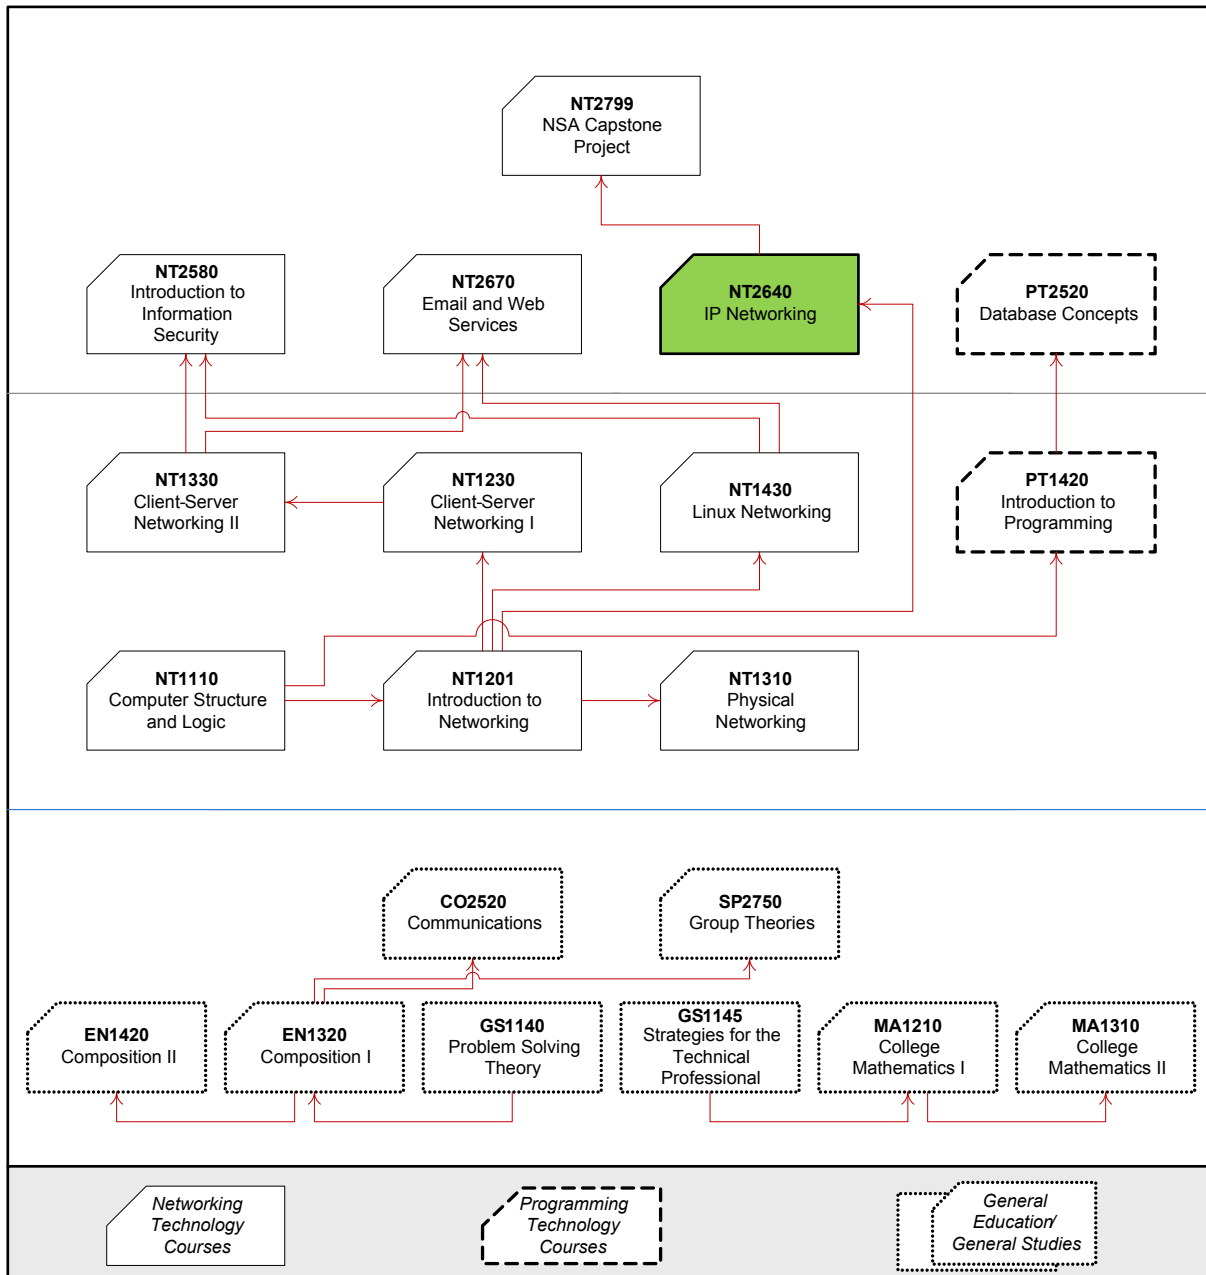 NT2799
NSA Capstone
Project
NT2580
Introduction to
Information
Security
NT2670
Email and Web
Services
NT2640
IP Networking
PT2520
Database Concepts
NT1330
Client-Server
Networking II
NT1230
Client-Server
Networking I
NT1430
Linux Networking
PT1420
Introduction to
Programming
NT1110
Computer Structure
and Logic
NT1201
Introduction to
Networking
NT1310
Physical
Networking
CO2520
Communications
SP2750
Group Theories
EN1420
Composition II
EN1320
Composition I
GS1140
Problem Solving
Theory
GS1145
Strategies for the
Technical
Professional
MA1210
College
Mathematics I
MA1310
College
Mathematics II
Networking
Technology
Courses
Programming
Technology
Courses
General
Education/
General Studies